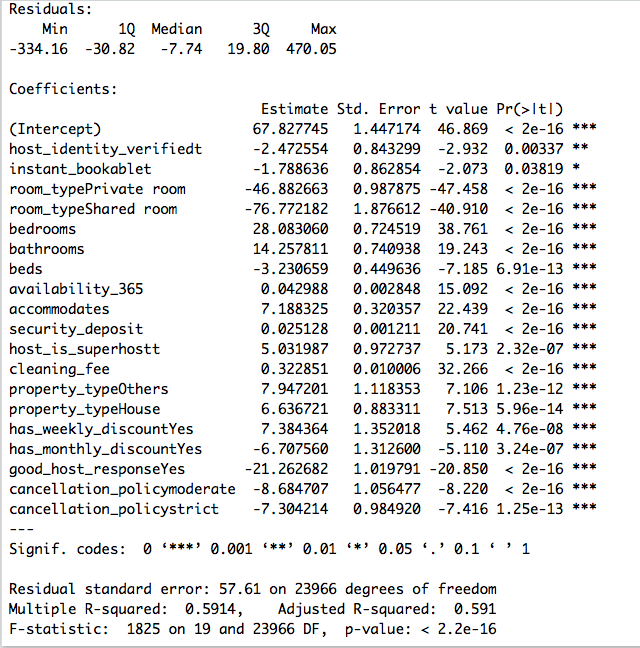 Residuals:
    Min      1Q  Median      3Q     Max
-334.16  -30.82   -7.74   19.80  470.05

Coefficients:
                            Estimate Std. Error t value Pr(>|t|)
(Intercept)                67.827745   1.447174  46.869  < 2e-16 ***
host_identity_verifiedt    -2.472554   0.843299  -2.932  0.00337 **
instant_bookablet          -1.788636   0.862854  -2.073  0.03819 *
room_typePrivate room     -46.882663   0.987875 -47.458  < 2e-16 ***
room_typeShared room      -76.772182   1.876612 -40.910  < 2e-16 ***
bedrooms                   28.083060   0.724519  38.761  < 2e-16 ***
bathrooms                  14.257811   0.740938  19.243  < 2e-16 ***
beds                       -3.230659   0.449636  -7.185 6.91e-13 ***
availability_365            0.042988   0.002848  15.092  < 2e-16 ***
accommodates                7.188325   0.320357  22.439  < 2e-16 ***
security_deposit            0.025128   0.001211  20.741  < 2e-16 ***
host_is_superhostt          5.031987   0.972737   5.173 2.32e-07 ***
cleaning_fee                0.322851   0.010006  32.266  < 2e-16 ***
property_typeOthers         7.947201   1.118353   7.106 1.23e-12 ***
property_typeHouse          6.636721   0.883311   7.513 5.96e-14 ***
has_weekly_discountYes      7.384364   1.352018   5.462 4.76e-08 ***
has_monthly_discountYes    -6.707560   1.312600  -5.110 3.24e-07 ***
good_host_responseYes     -21.262682   1.019791 -20.850  < 2e-16 ***
cancellation_policymoderate -8.684707   1.056477  -8.220  < 2e-16 ***
cancellation_policystrict  -7.304214   0.984920  -7.416 1.25e-13 ***
---
Signif. codes:  0 ‘***’ 0.001 ‘**’ 0.01 ‘*’ 0.05 ‘.’ 0.1 ‘ ’ 1

Residual standard error: 57.61 on 23966 degrees of freedom
Multiple R-squared:  0.5914,	Adjusted R-squared:  0.591
F-statistic:  1825 on 19 and 23966 DF,  p-value: < 2.2e-16